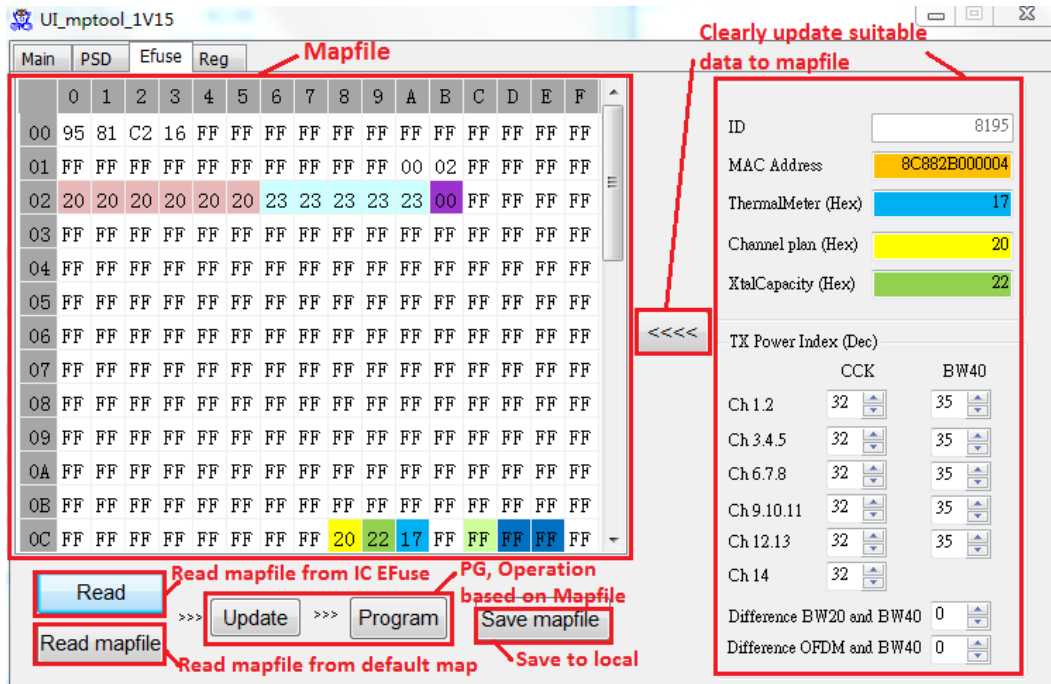 UI_mptool_1V15
Clearly update suitable
data to mapfile
Main PSD Efuse Reg
Mapfile
0 1 2 3 4 5 6 7 8 9 A B C D E F
00 95 81 C2 16 FF FF FF FF FF FF FF FF FF FF FF FF
01 FF FF FF FF FF FF FF FF FF FF 00 02 FF FF FF FF
02 20 20 20 20 20 20 23 23 23 23 23 00 FF FF FF FF
03 FF FF FF FF FF FF FF FF FF FF FF FF FF FF FF FF
04 FF FF FF FF FF FF FF FF FF FF FF FF FF FF FF FF
05 FF FF FF FF FF FF FF FF FF FF FF FF FF FF FF FF
06 FF FF FF FF FF FF FF FF FF FF FF FF FF FF FF FF
07 FF FF FF FF FF FF FF FF FF FF FF FF FF FF FF FF
08 FF FF FF FF FF FF FF FF FF FF FF FF FF FF FF FF
09 FF FF FF FF FF FF FF FF FF FF FF FF FF FF FF FF
0A FF FF FF FF FF FF FF FF FF FF FF FF FF FF FF FF
0B FF FF FF FF FF FF FF FF FF FF FF FF FF FF FF FF
0C FF FF FF FF FF FF FF FF 20 22 17 FF FF FF FF FF
<<<<
ID 8195
MAC Address 8C882B000004
ThermalMeter (Hex) 17
Channel plan (Hex) 20
XtalCapacity (Hex) 22
TX Power Index (Dec)
CCK BW40
Ch 1.2 32 35
Ch 3.4.5 32 35
Ch 6.7.8 32 35
Ch 9.10.11 32 35
Ch 12.13 32 35
Ch 14 32
Difference BW20 and BW40 0
Difference OFDM and BW40 0
Read mapfile from IC EFuse
PG, Operation
based on Mapfile
Read >>> Update >>> Program Save mapfile
Read mapfile
Read mapfile from default map
Save to local